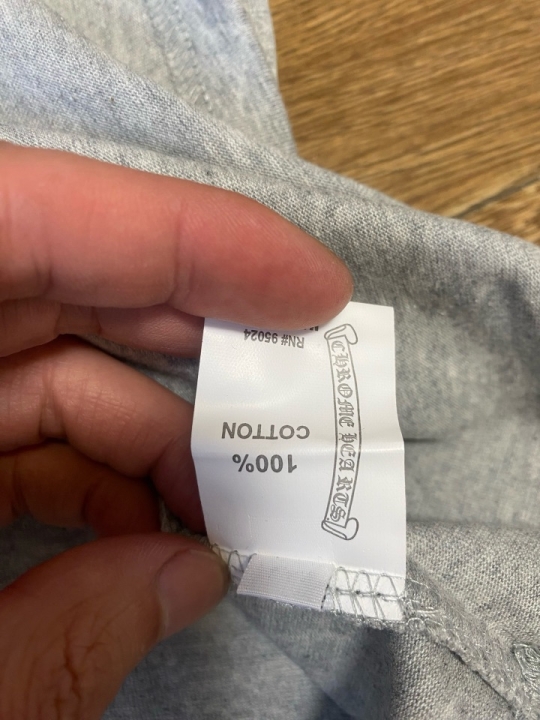 CHROME HEARTS
100%
COTTON
RN# 95024